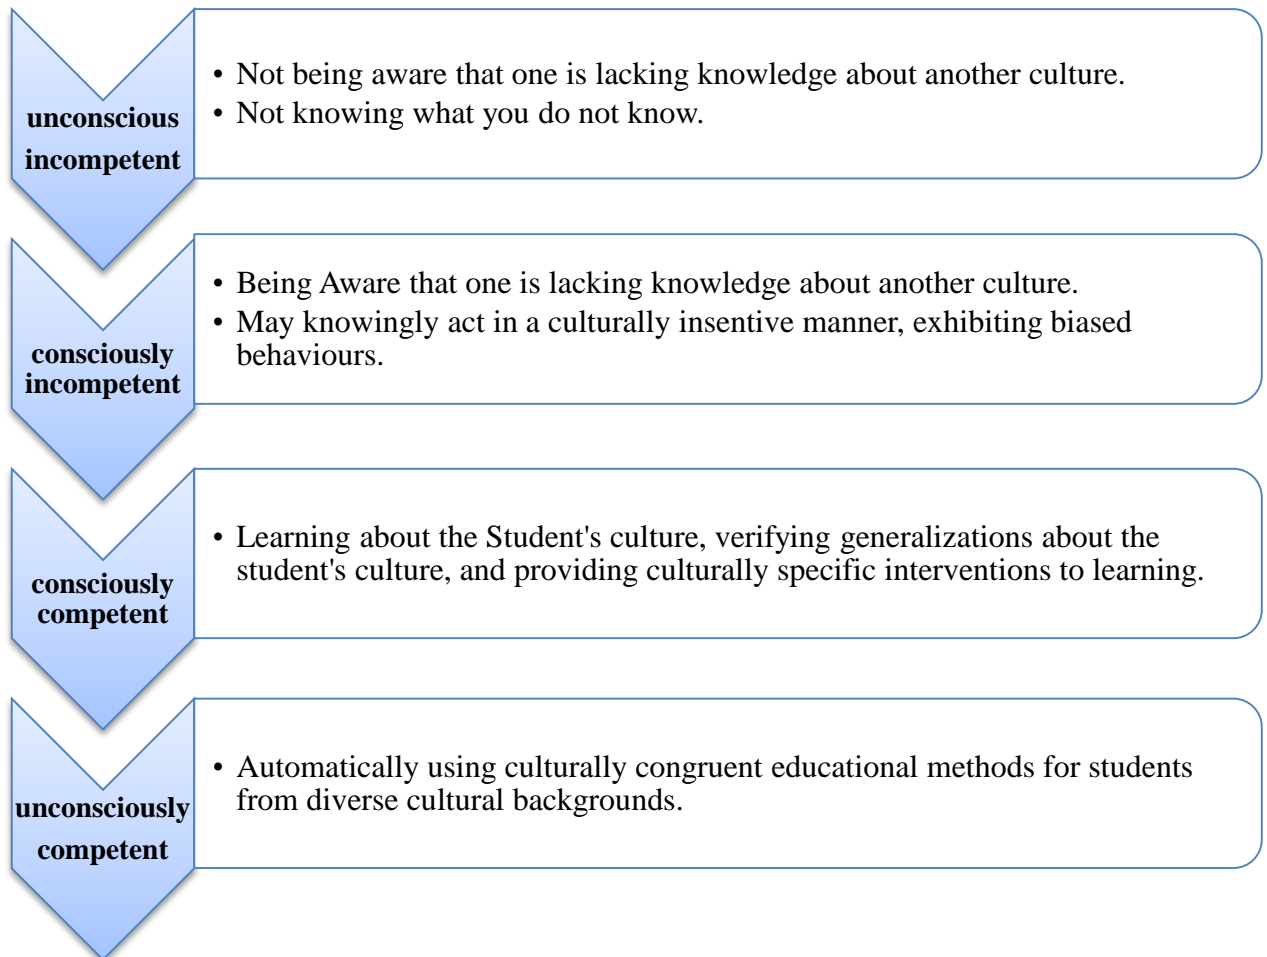 unconscious
incompetent
• Not being aware that one is lacking knowledge about another culture.
• Not knowing what you do not know.
consciously
incompetent
• Being Aware that one is lacking knowledge about another culture.
• May knowingly act in a culturally insentive manner, exhibiting biased
behaviours.
consciously
competent
• Learning about the Student's culture, verifying generalizations about the
student's culture, and providing culturally specific interventions to learning.
unconsciously
competent
• Automatically using culturally congruent educational methods for students
from diverse cultural backgrounds.